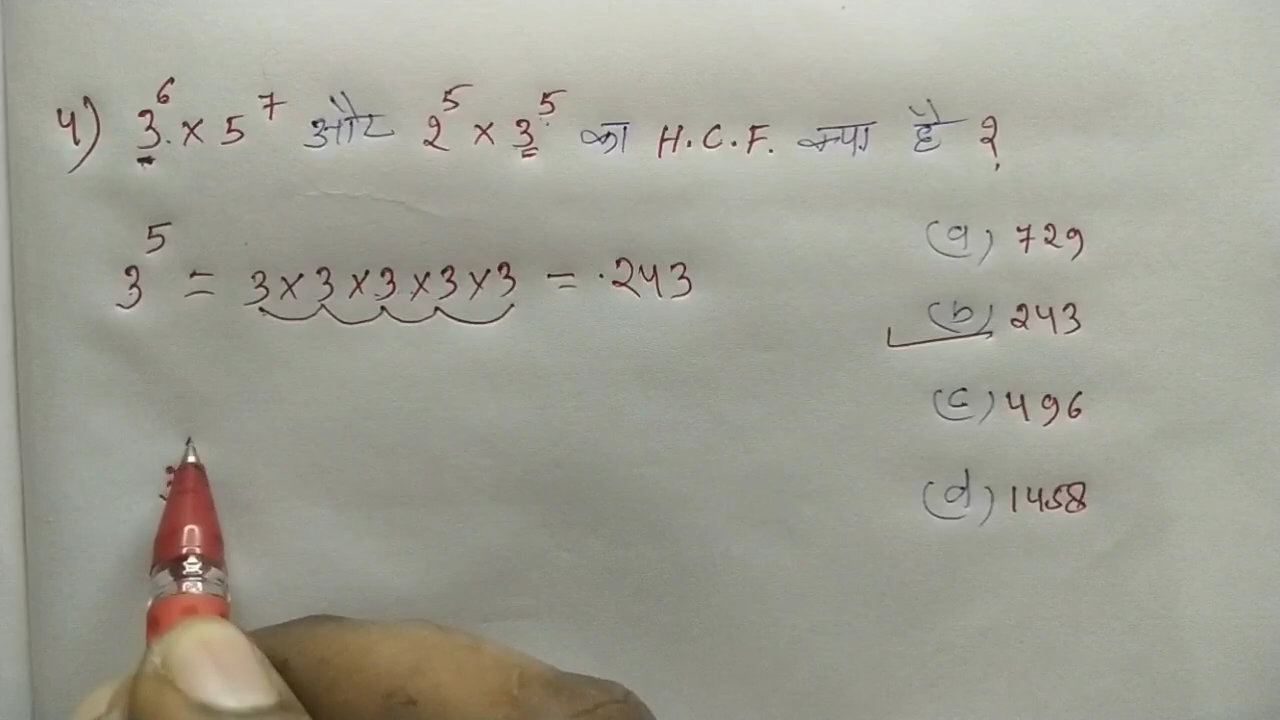 4) 3⁶ × 5⁷ और 2⁵ × 3⁵ का H.C.F. क्या है ?
3⁵ = 3×3×3×3×3 = 243
(a) 729
(b) 243
(c) 496
(d) 1458